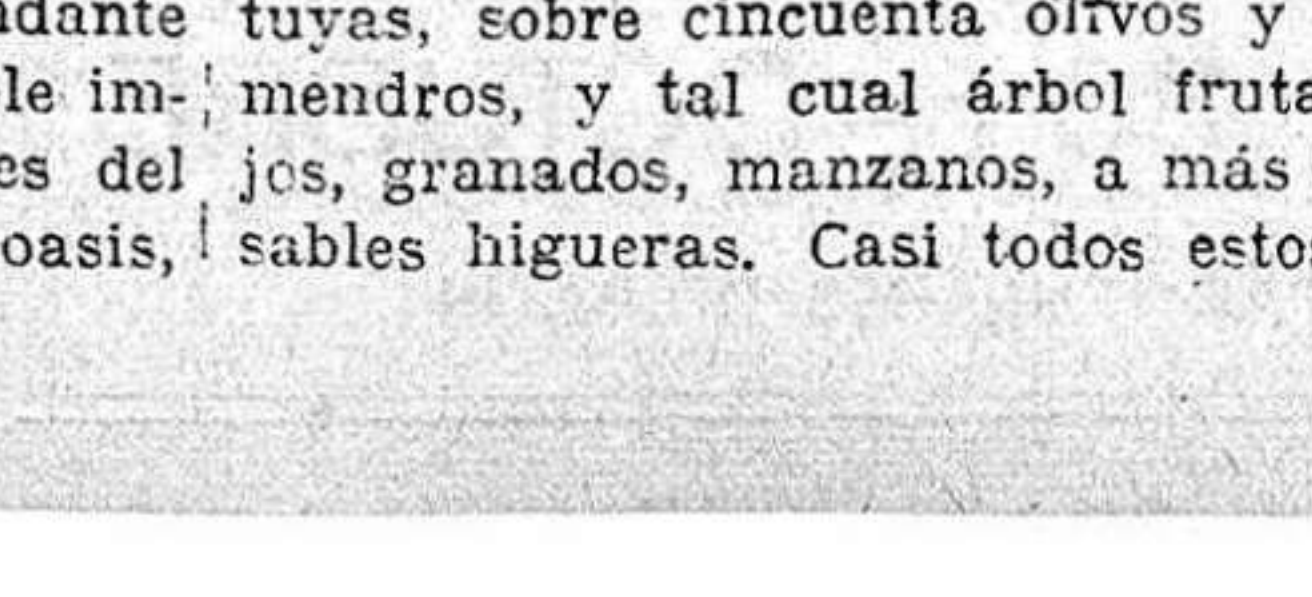 ndante
le im-
es del
oasis,
tuyas, sobre cincuenta olivos y
mendros, y tal cual árbol fruta
jos, granados, manzanos, a más
sables higueras. Casi todos esto